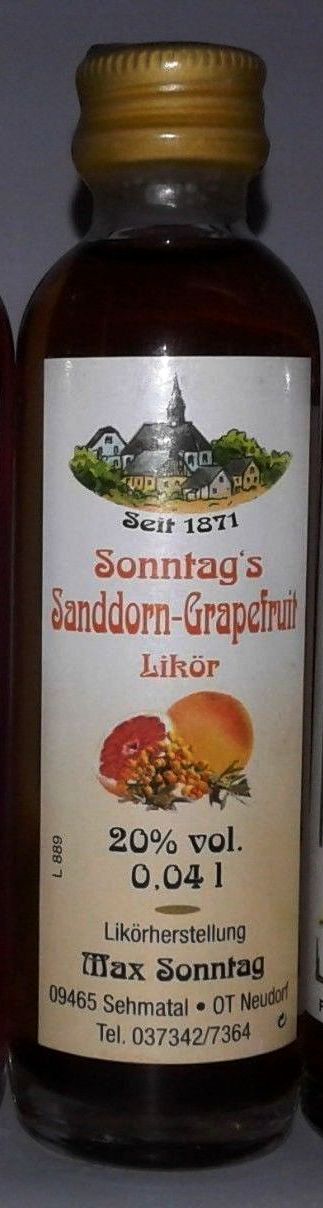 Seit 1871
Sonntag's
Sanddorn-Grapefruit
Likör
20% vol.
0,04 l
L 889
Likörherstellung
Max Sonntag
09465 Sehmatal • OT Neudorf
Tel. 037342/7364